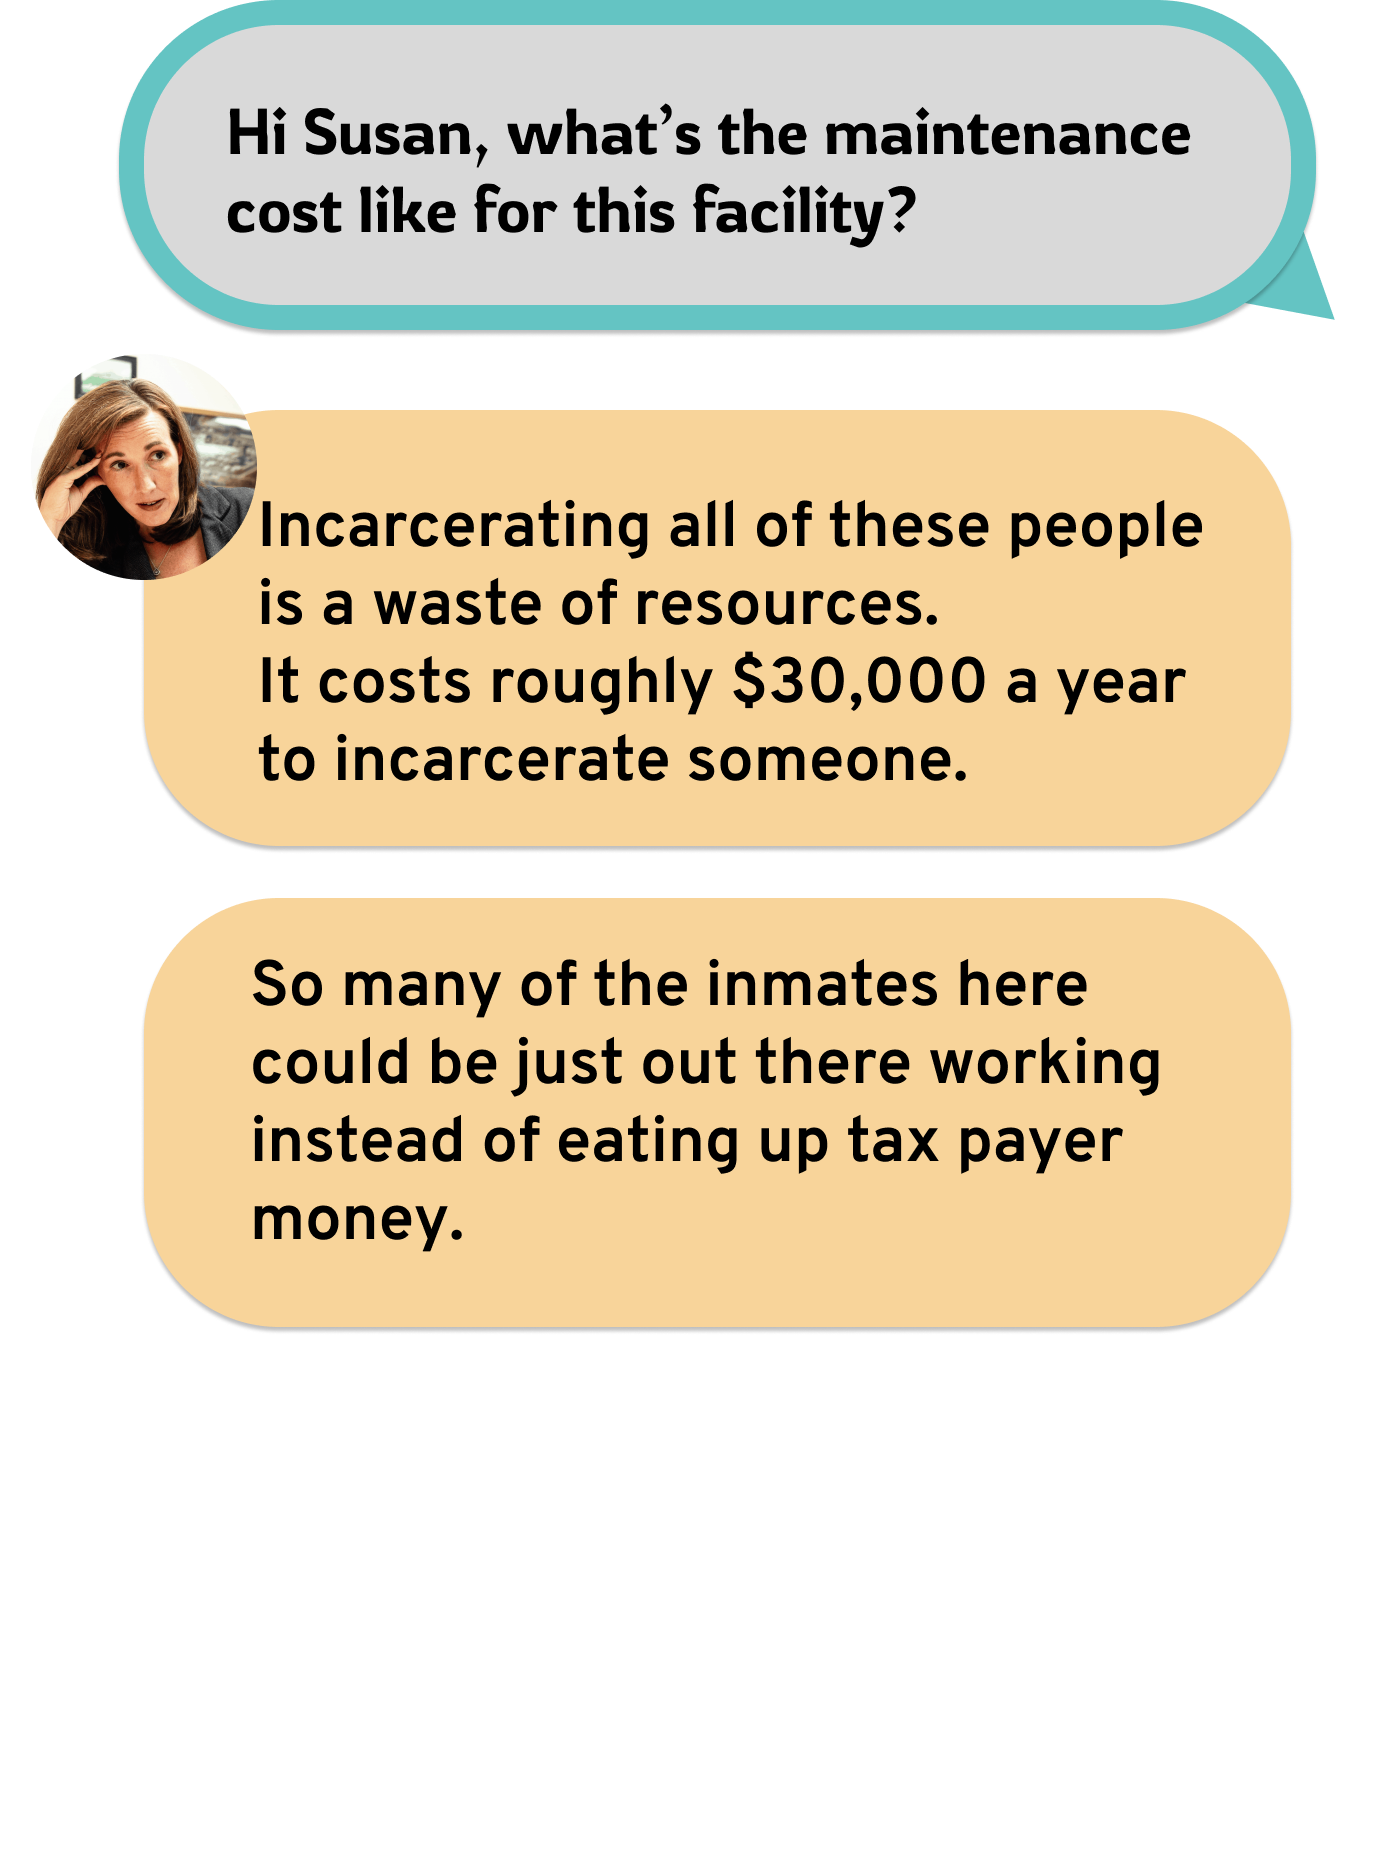 Hi Susan, what’s the maintenance
cost like for this facility?
Incarcerating all of these people
is a waste of resources.
It costs roughly $30,000 a year
to incarcerate someone.
So many of the inmates here
could be just out there working
instead of eating up tax payer
money.